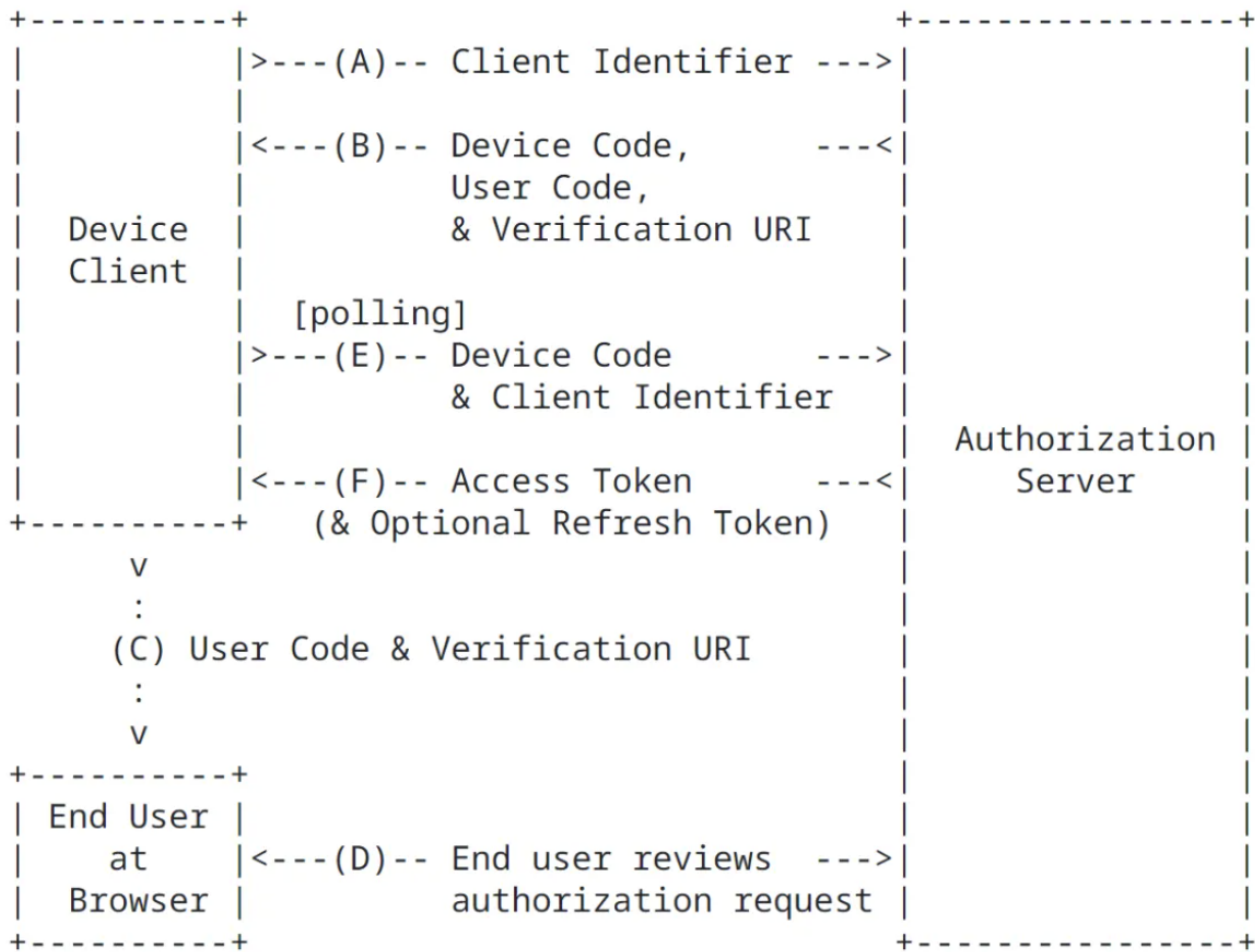 +----------+                                +----------------+
|          |>---(A)-- Client Identifier --->|                |
|          |                                |                |
|          |<---(B)-- Device Code,      ---<|                |
|          |          User Code,            |                |
|  Device  |          & Verification URI    |                |
|  Client  |                                |                |
|          |  [polling]                     |                |
|          |>---(E)-- Device Code       --->|                |
|          |          & Client Identifier   |                |
|          |                                |  Authorization |
|          |<---(F)-- Access Token      ---<|     Server     |
+----------+   (& Optional Refresh Token)   |                |
      v                                     |                |
      :                                     |                |
     (C) User Code & Verification URI       |                |
      :                                     |                |
      v                                     |                |
+----------+                                |                |
| End User |                                |                |
|    at    |<---(D)-- End user reviews  --->|                |
|  Browser |          authorization request |                |
+----------+                                +----------------+